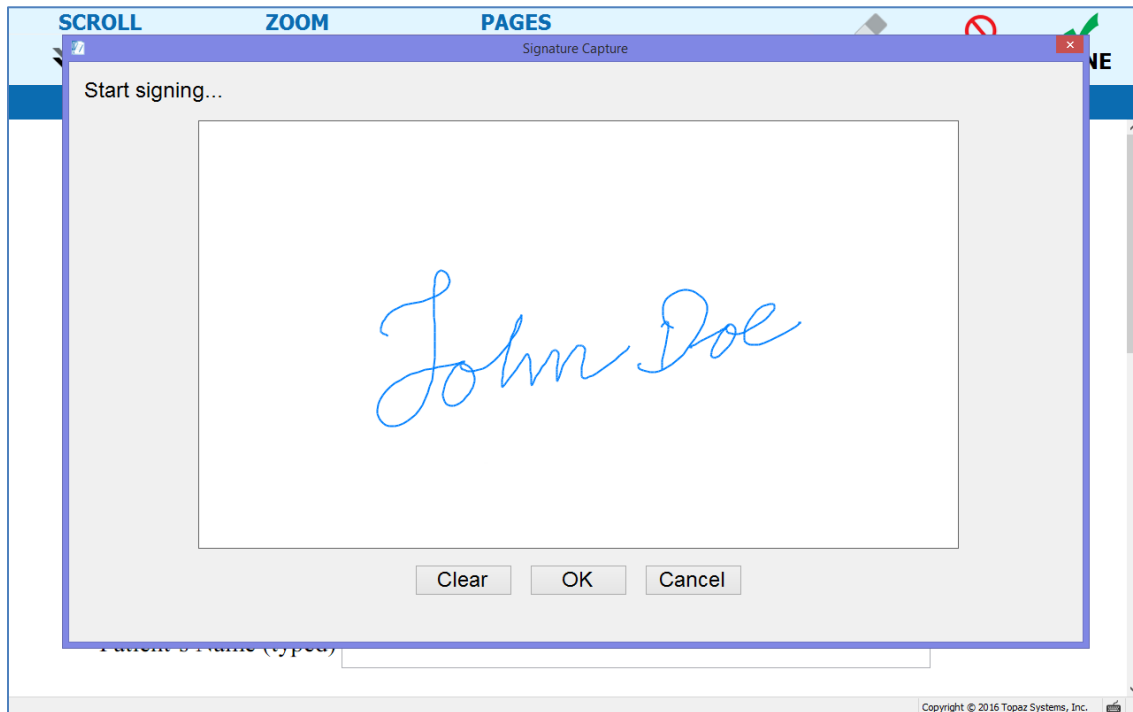 SCROLL ZOOM PAGES
Signature Capture
NE
Start signing...
John Doe
Clear OK Cancel
Patient's Name (typed)
Copyright © 2016 Topaz Systems, Inc.